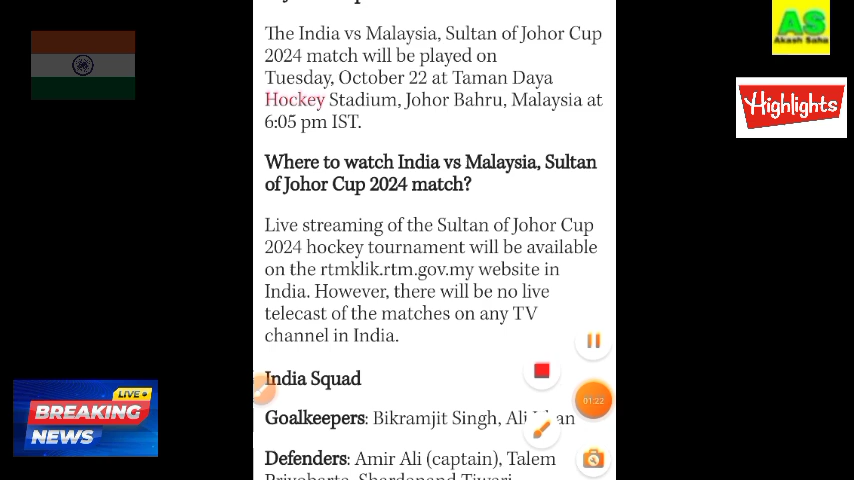 The India vs Malaysia, Sultan of Johor Cup
2024 match will be played on
Tuesday, October 22 at Taman Daya
Hockey Stadium, Johor Bahru, Malaysia at
6:05 pm IST.
Where to watch India vs Malaysia, Sultan
of Johor Cup 2024 match?
Live streaming of the Sultan of Johor Cup
2024 hockey tournament will be available
on the rtmklik.rtm.gov.my website in
India. However, there will be no live
telecast of the matches on any TV
channel in India.
India Squad
Goalkeepers: Bikramjit Singh, Ali
Defenders: Amir Ali (captain), Talem
AS
Akash Saha
Highlights
LIVE
BREAKING
NEWS
01:22